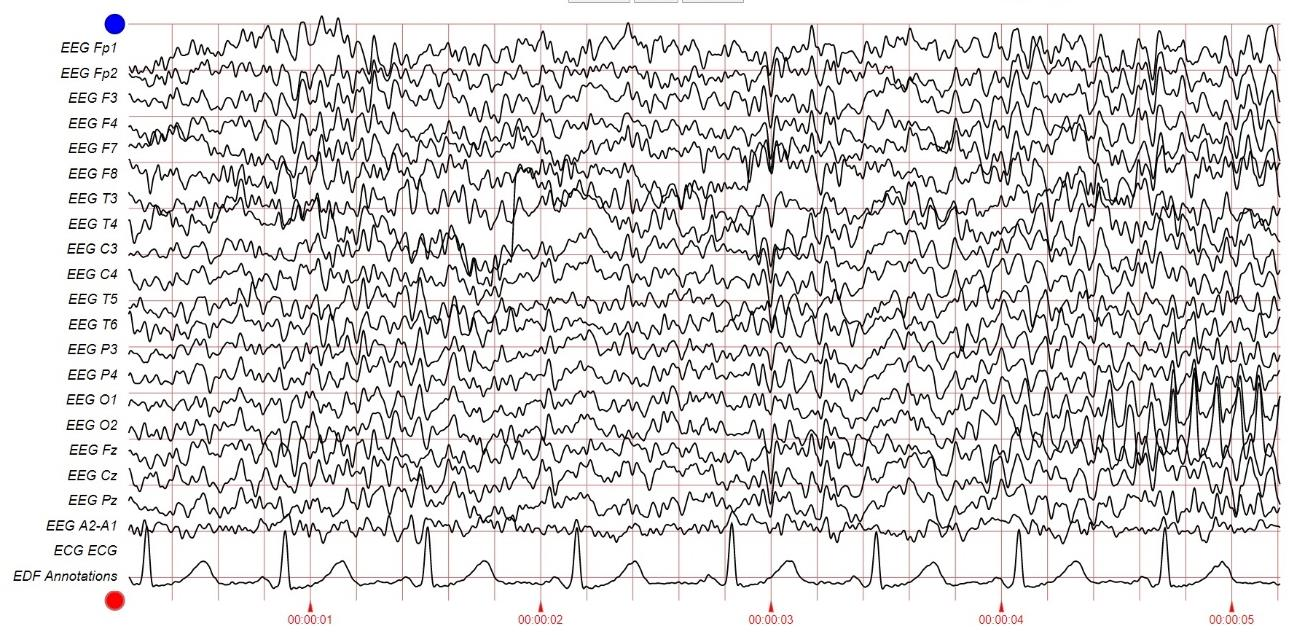 EEG Fp1
EEG Fp2
EEG F3
EEG F4
EEG F7
EEG F8
EEG T3
EEG T4
EEG C3
EEG C4
EEG T5
EEG T6
EEG P3
EEG P4
EEG O1
EEG O2
EEG Fz
EEG Cz
EEG Pz
EEG A2-A1
ECG ECG
EDF Annotations
00:00:01 00:00:02 00:00:03 00:00:04 00:00:05